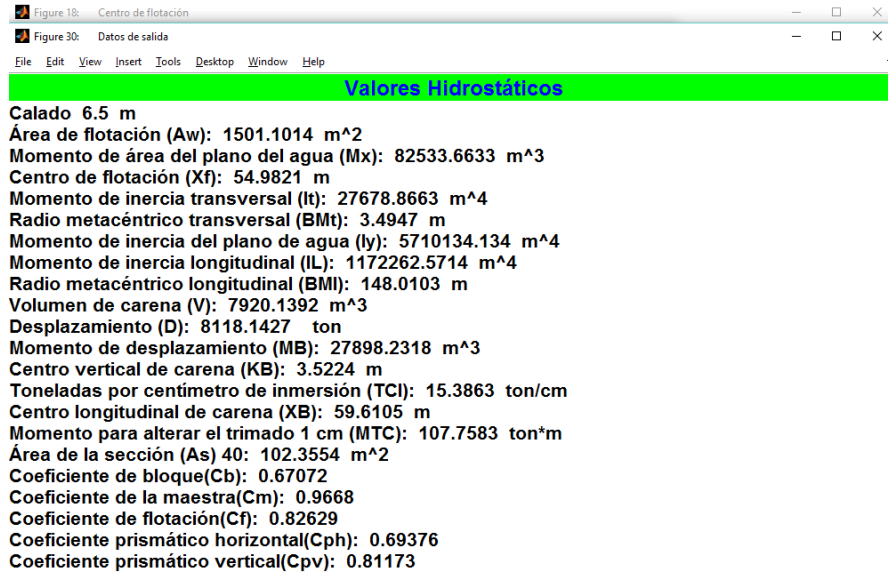 Figure 18: Centro de flotación
Figure 30: Datos de salida
File Edit View Insert Tools Desktop Window Help
Valores Hidrostáticos
Calado 6.5 m
Área de flotación (Aw): 1501.1014 m^2
Momento de área del plano del agua (Mx): 82533.6633 m^3
Centro de flotación (Xf): 54.9821 m
Momento de inercia transversal (It): 27678.8663 m^4
Radio metacéntrico transversal (BMt): 3.4947 m
Momento de inercia del plano de agua (Iy): 5710134.134 m^4
Momento de inercia longitudinal (IL): 1172262.5714 m^4
Radio metacéntrico longitudinal (BMl): 148.0103 m
Volumen de carena (V): 7920.1392 m^3
Desplazamiento (D): 8118.1427 ton
Momento de desplazamiento (MB): 27898.2318 m^3
Centro vertical de carena (KB): 3.5224 m
Toneladas por centímetro de inmersión (TCI): 15.3863 ton/cm
Centro longitudinal de carena (XB): 59.6105 m
Momento para alterar el trimado 1 cm (MTC): 107.7583 ton*m
Área de la sección (As) 40: 102.3554 m^2
Coeficiente de bloque(Cb): 0.67072
Coeficiente de la maestra(Cm): 0.9668
Coeficiente de flotación(Cf): 0.82629
Coeficiente prismático horizontal(Cph): 0.69376
Coeficiente prismático vertical(Cpv): 0.81173